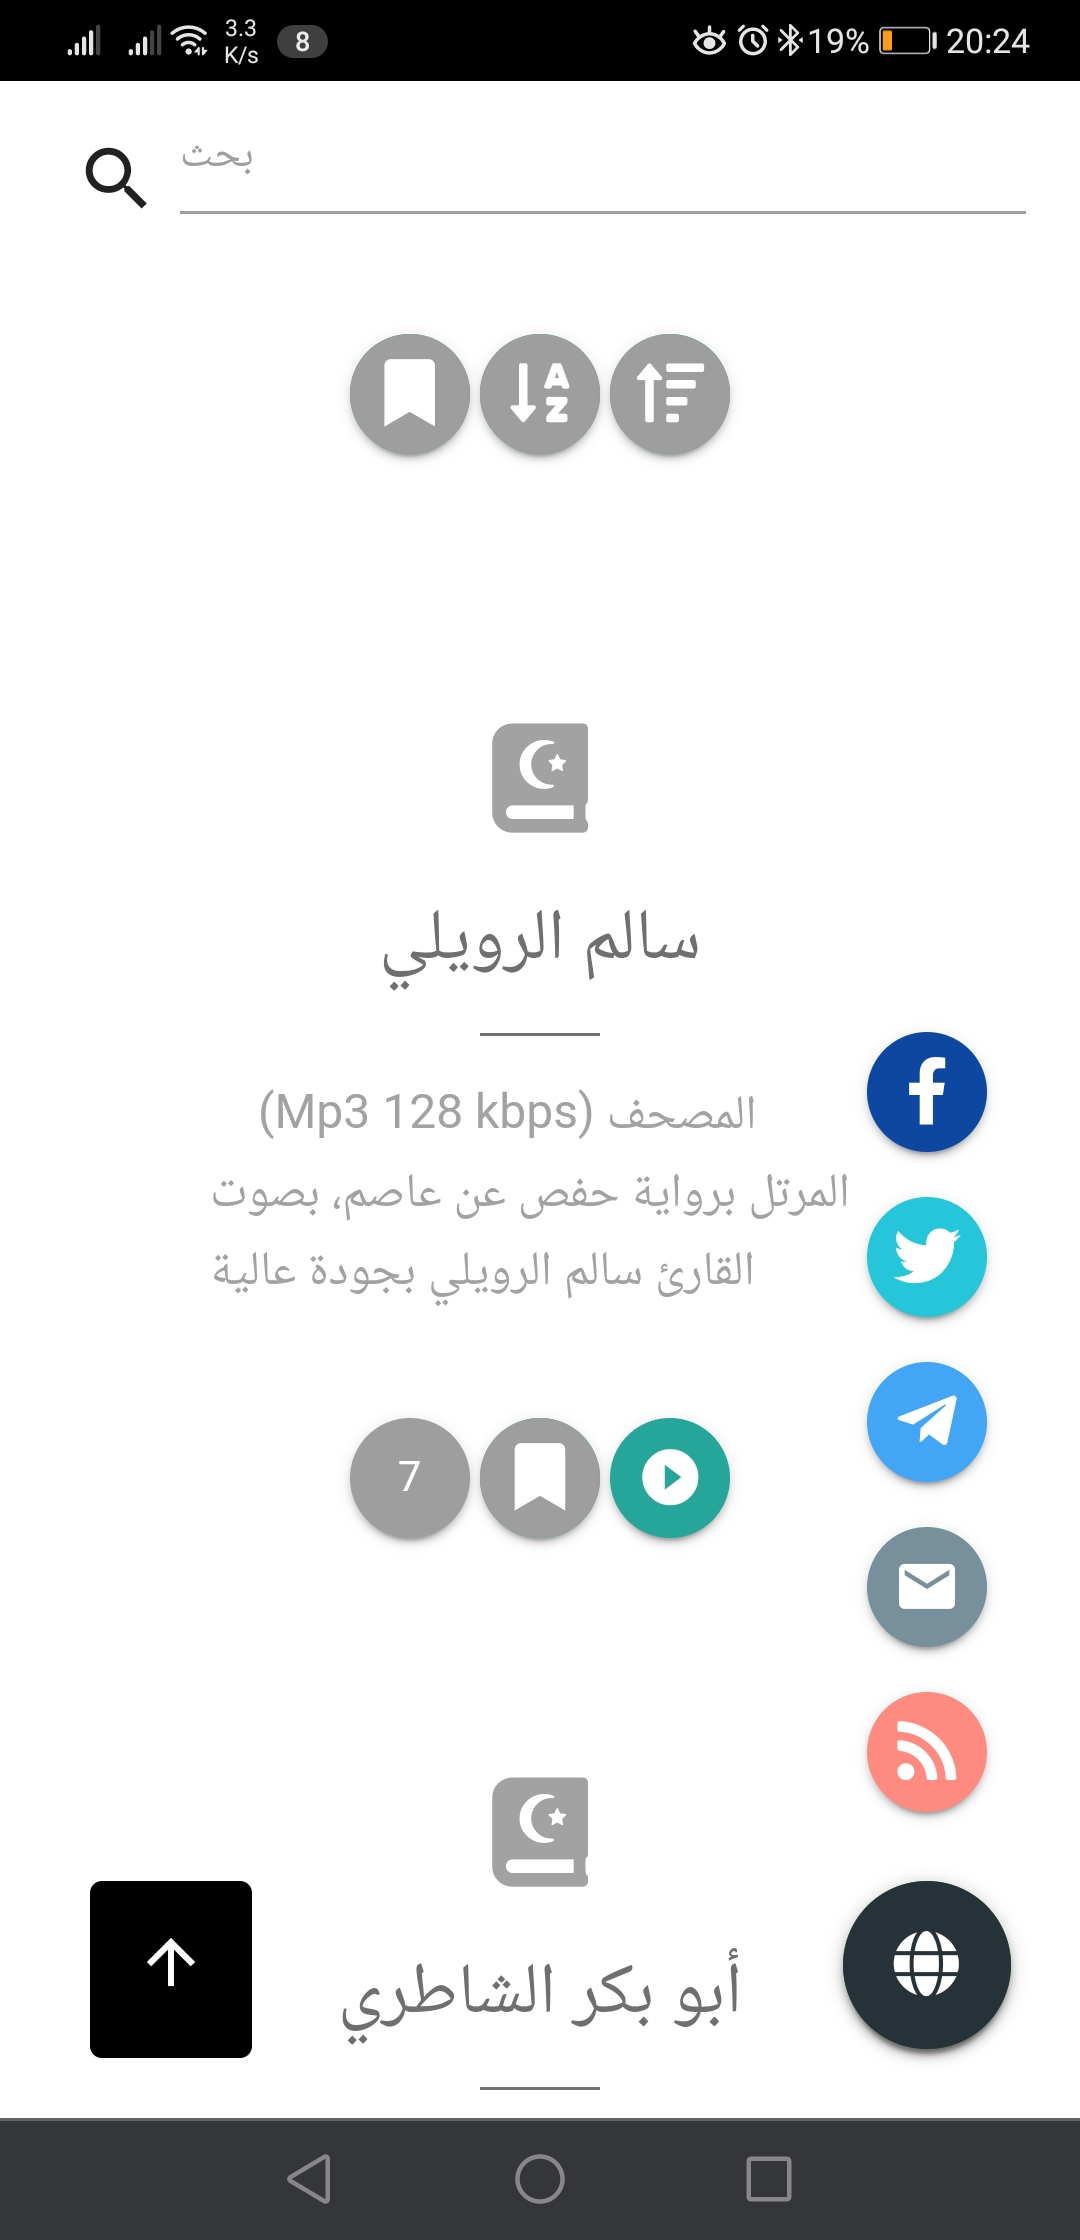 3.3
K/s
8
19%
20:24
بحث
A
Z
سالم الرويلي
المصحف (Mp3 128 kbps)
المرتل برواية حفص عن عاصم، بصوت
القارئ سالم الرويلي بجودة عالية
7
أبو بكر الشاطري